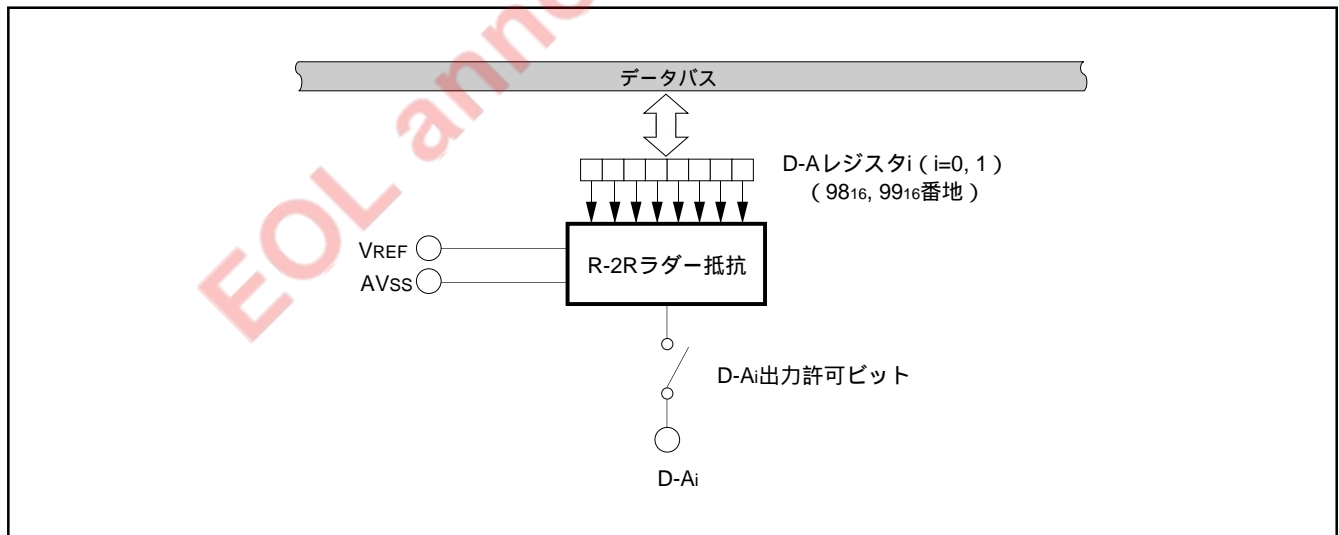 データバス
D-Aレジスタi（i=0, 1）
（9816, 9916番地）
VREF
AVSS
R-2Rラダー抵抗
D-Ai出力許可ビット
D-Ai
EOL anno